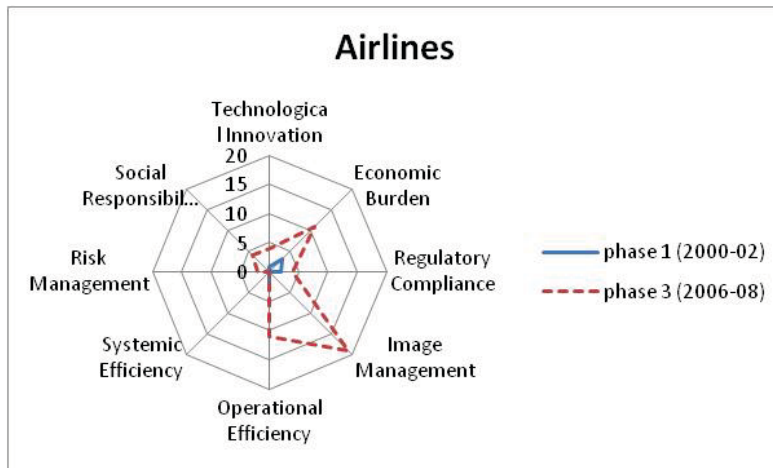 Airlines
Technologica
l Innovation
20
15
10
5
0
Economic
Burden
Regulatory
Compliance
Image
Management
Operational
Efficiency
Systemic
Efficiency
Risk
Management
Social
Responsibil...
phase 1 (2000-02)
phase 3 (2006-08)